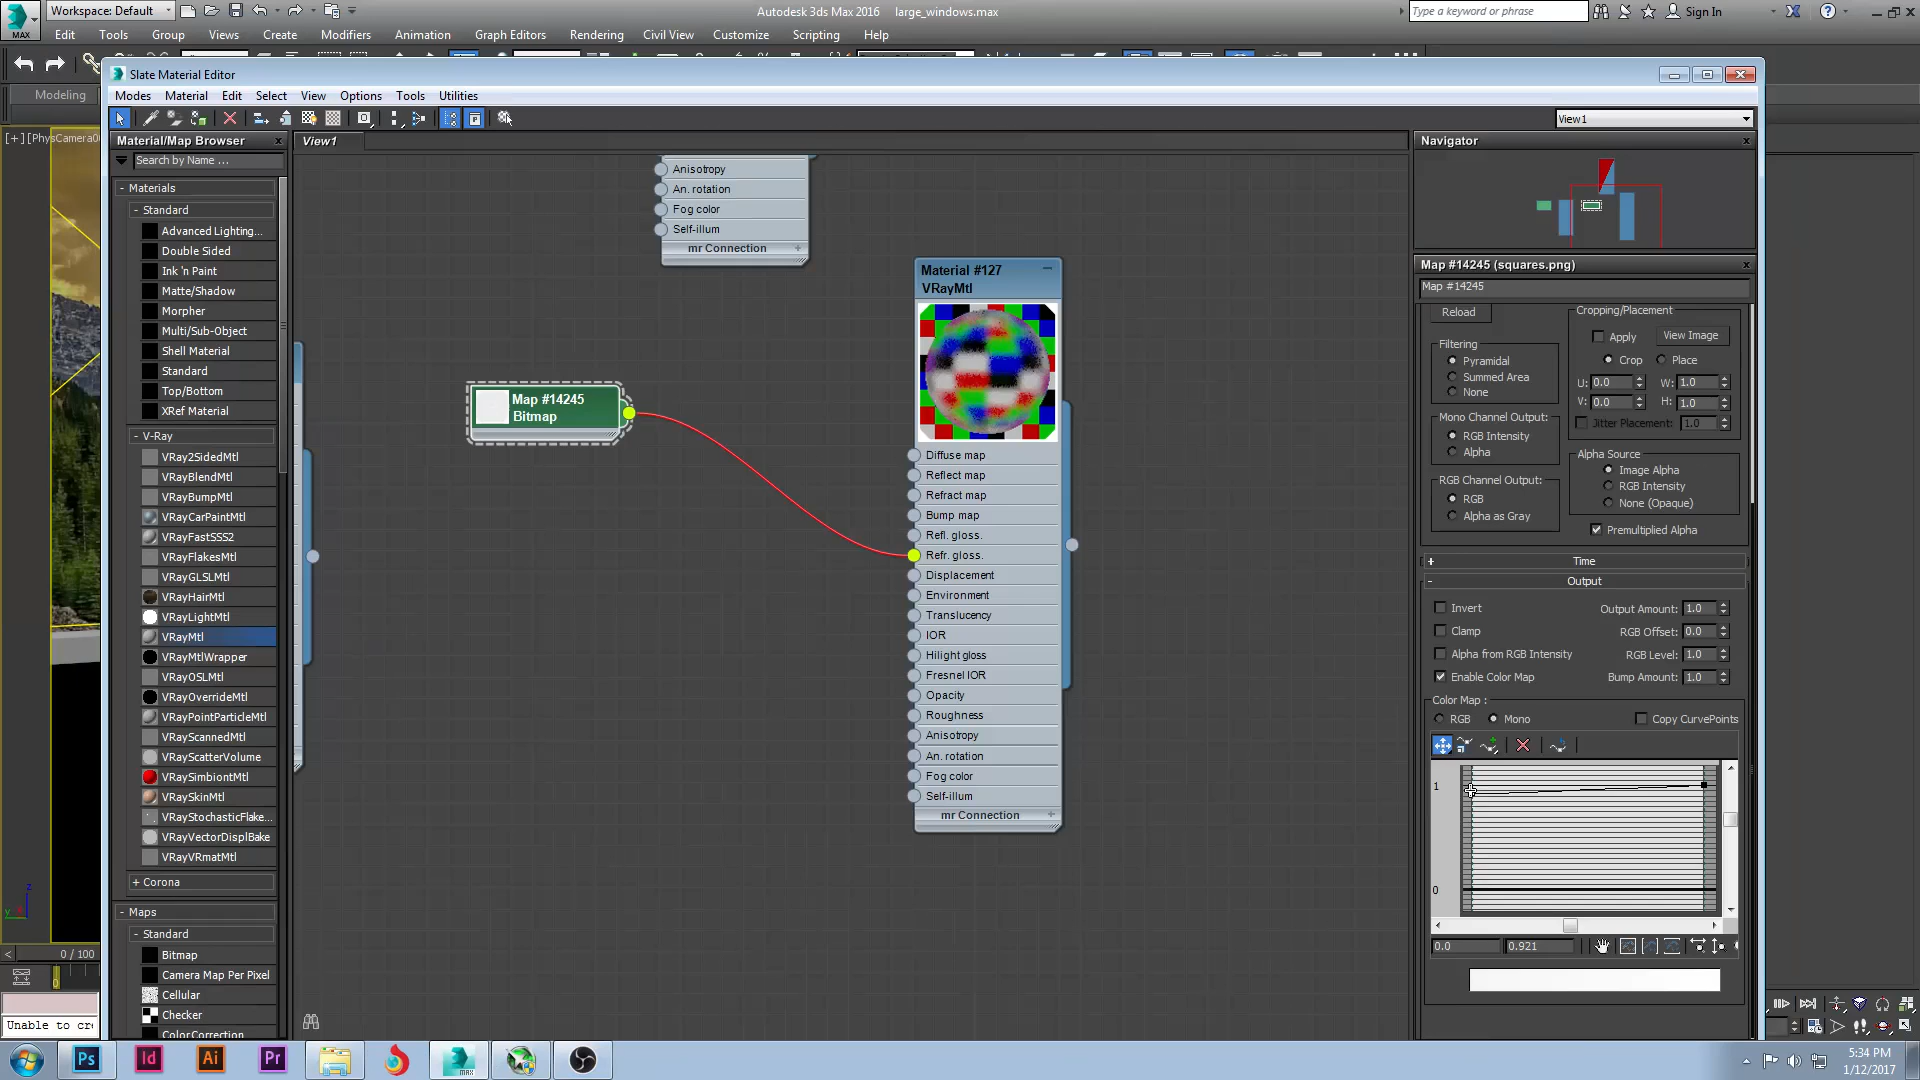 Workspace: Default
Autodesk 3ds Max 2016    large_windows.max
Type a keyword or phrase
Sign In
MAX
Edit Tools Group Views Create Modifiers Animation Graph Editors Rendering Civil View Customize Scripting Help
Modeling
Slate Material Editor
Modes Material Edit Select View Options Tools Utilities
View1
[+] [PhysCamera0
Material/Map Browser
Search by Name ...
- Materials
- Standard
Advanced Lighting...
Double Sided
Ink 'n Paint
Matte/Shadow
Morpher
Multi/Sub-Object
Shell Material
Standard
Top/Bottom
XRef Material
- V-Ray
VRay2SidedMtl
VRayBlendMtl
VRayBumpMtl
VRayCarPaintMtl
VRayFastSSS2
VRayFlakesMtl
VRayGLSLMtl
VRayHairMtl
VRayLightMtl
VRayMtl
VRayMtlWrapper
VRayOSLMtl
VRayOverrideMtl
VRayPointParticleMtl
VRayScannedMtl
VRayScatterVolume
VRaySimbiontMtl
VRaySkinMtl
VRayStochasticFlake...
VRayVectorDisplBake
VRayVRmatMtl
+ Corona
- Maps
- Standard
Bitmap
Camera Map Per Pixel
Cellular
Checker
ColorCorrection
View1
Anisotropy
An. rotation
Fog color
Self-illum
mr Connection +
Map #14245
Bitmap
Material #127
VRayMtl
Diffuse map
Reflect map
Refract map
Bump map
Refl. gloss.
Refr. gloss.
Displacement
Environment
Translucency
IOR
Hilight gloss
Fresnel IOR
Opacity
Roughness
Anisotropy
An. rotation
Fog color
Self-illum
mr Connection +
Navigator
Map #14245 (squares.png)
Map #14245
Reload
Filtering
Pyramidal
Summed Area
None
Mono Channel Output:
RGB Intensity
Alpha
RGB Channel Output:
RGB
Alpha as Gray
Cropping/Placement
Apply View Image
Crop Place
U: 0.0 W: 1.0
V: 0.0 H: 1.0
Jitter Placement: 1.0
Alpha Source
Image Alpha
RGB Intensity
None (Opaque)
Premultiplied Alpha
+ Time
- Output
Invert Output Amount: 1.0
Clamp RGB Offset: 0.0
Alpha from RGB Intensity RGB Level: 1.0
Enable Color Map Bump Amount: 1.0
Color Map :
RGB Mono Copy CurvePoints
1
0
0.0 0.921
z
y
x
< 0 / 100
0
Unable to cr
Ps Id Ai Pr MAX
5:34 PM
1/12/2017